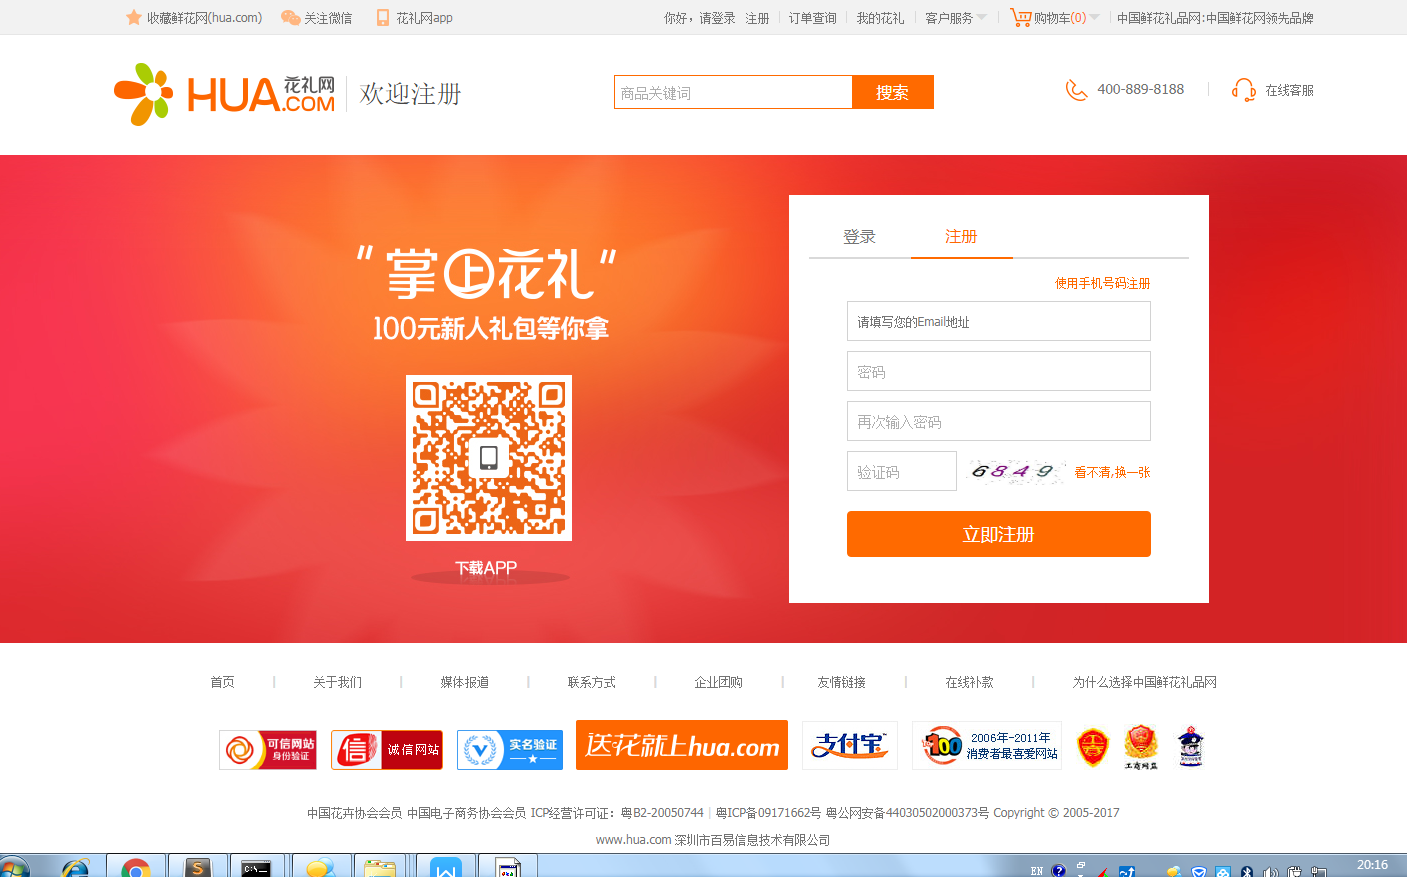 收藏鲜花网(hua.com) 关注微信 花礼网app 你好，请登录 注册 订单查询 我的花礼 客户服务 购物车(0) 中国鲜花礼品网:中国鲜花网领先品牌
HUA.COM 花礼网 欢迎注册 商品关键词 搜索 400-889-8188 在线客服
登录 注册
使用手机号码注册
请填写您的Email地址
密码
再次输入密码
验证码 6849 看不清,换一张
立即注册
“掌上花礼”
100元新人礼包等你拿
下载APP
首页 | 关于我们 | 媒体报道 | 联系方式 | 企业团购 | 友情链接 | 在线补款 | 为什么选择中国鲜花礼品网
可信网站 身份验证 信 诚信网站 实名验证 送花就上hua.com 支付宝 100 2006年-2011年 消费者最喜爱网站 工商网监
中国花卉协会会员 中国电子商务协会会员 ICP经营许可证：粤B2-20050744 | 粤ICP备09171662号 粤公网安备44030502000373号 Copyright © 2005-2017
www.hua.com 深圳市百易信息技术有限公司
EN 20:16